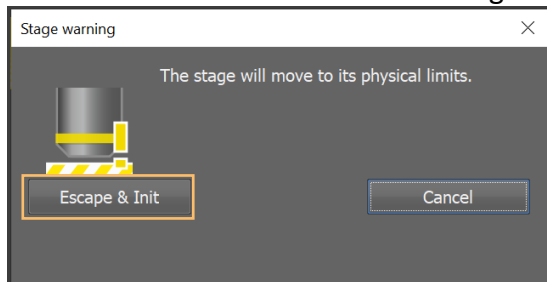 Stage warning
The stage will move to its physical limits.
Escape & Init
Cancel